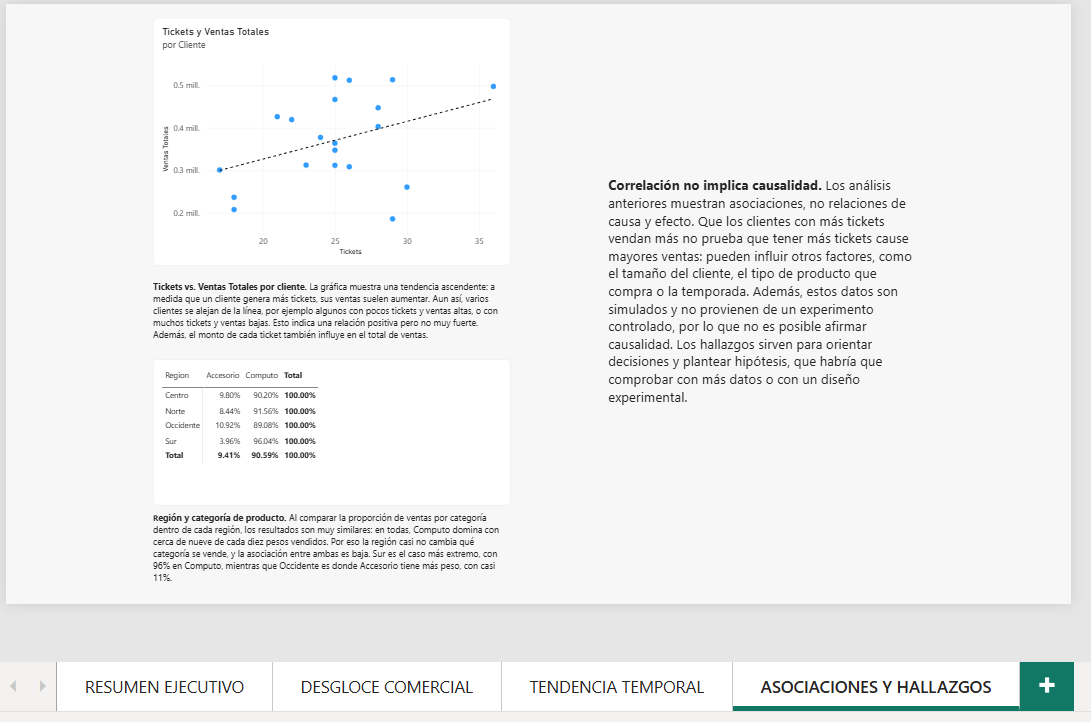 Tickets y Ventas Totales
por Cliente
0.5 mill.
0.4 mill.
0.3 mill.
0.2 mill.
Ventas Totales
20 25 30 35
Tickets
Tickets vs. Ventas Totales por cliente. La gráfica muestra una tendencia ascendente: a
medida que un cliente genera más tickets, sus ventas suelen aumentar. Aun así, varios
clientes se alejan de la línea, por ejemplo algunos con pocos tickets y ventas altas, o con
muchos tickets y ventas bajas. Esto indica una relación positiva pero no muy fuerte.
Además, el monto de cada ticket también influye en el total de ventas.
Region Accesorio Computo Total
Centro 9.80% 90.20% 100.00%
Norte 8.44% 91.56% 100.00%
Occidente 10.92% 89.08% 100.00%
Sur 3.96% 96.04% 100.00%
Total 9.41% 90.59% 100.00%
Región y categoría de producto. Al comparar la proporción de ventas por categoría
dentro de cada región, los resultados son muy similares: en todas, Computo domina con
cerca de nueve de cada diez pesos vendidos. Por eso la región casi no cambia qué
categoría se vende, y la asociación entre ambas es baja. Sur es el caso más extremo, con
96% en Computo, mientras que Occidente es donde Accesorio tiene más peso, con casi
11%.
Correlación no implica causalidad. Los análisis
anteriores muestran asociaciones, no relaciones de
causa y efecto. Que los clientes con más tickets
vendan más no prueba que tener más tickets cause
mayores ventas: pueden influir otros factores, como
el tamaño del cliente, el tipo de producto que
compra o la temporada. Además, estos datos son
simulados y no provienen de un experimento
controlado, por lo que no es posible afirmar
causalidad. Los hallazgos sirven para orientar
decisiones y plantear hipótesis, que habría que
comprobar con más datos o con un diseño
experimental.
RESUMEN EJECUTIVO
DESGLOCE COMERCIAL
TENDENCIA TEMPORAL
ASOCIACIONES Y HALLAZGOS